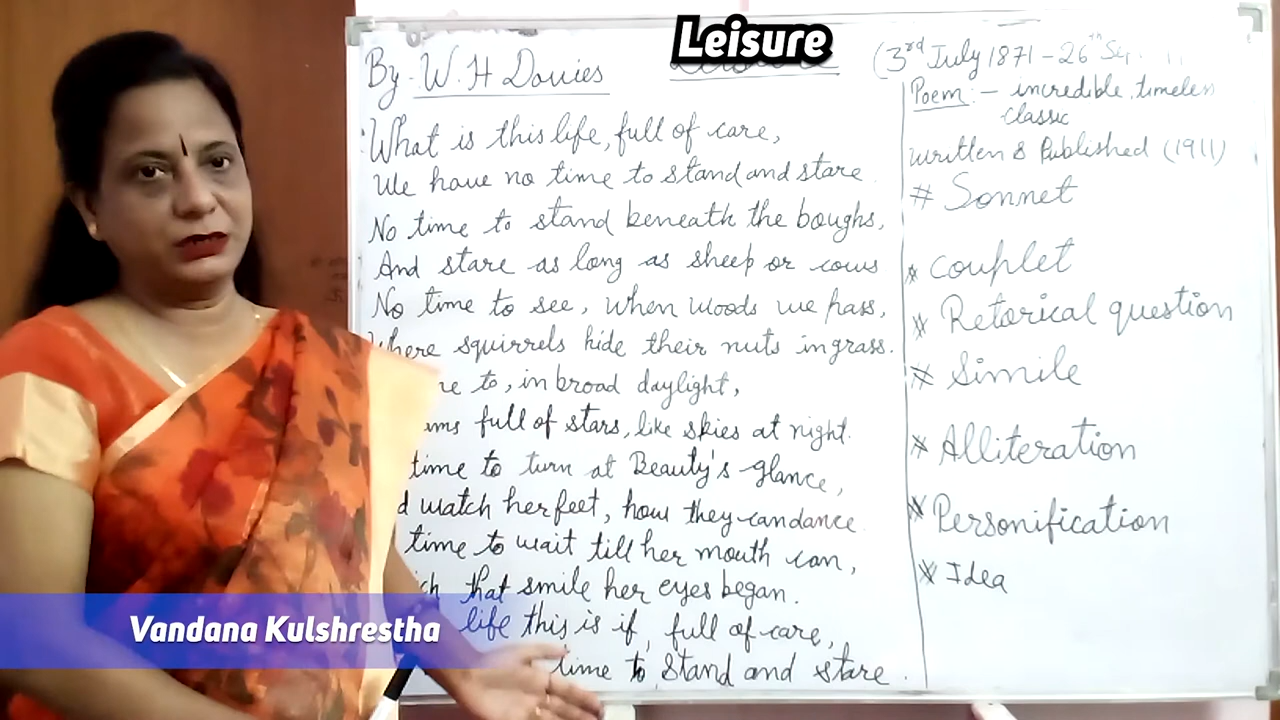 Leisure
By - W. H Davies
(3rd July 1871 - 26th Sep.
What is this life, full of care,
We have no time to stand and stare.
No time to stand beneath the boughs,
And stare as long as sheep or cows
No time to see, when woods we pass,
Where squirrels hide their nuts in grass.
to, in broad daylight,
full of stars, like skies at night.
time to turn at Beauty's glance,
watch her feet, how they can dance.
time to wait till her mouth can,
that smile her eyes began.
life this is if, full of care,
time to stand and stare.
Poem :- incredible, timeless
classic
written & Published (1911)
# Sonnet
* Couplet
* Retorical question
* Simile
* Alliteration
* Personification
* Idea
Vandana Kulshrestha